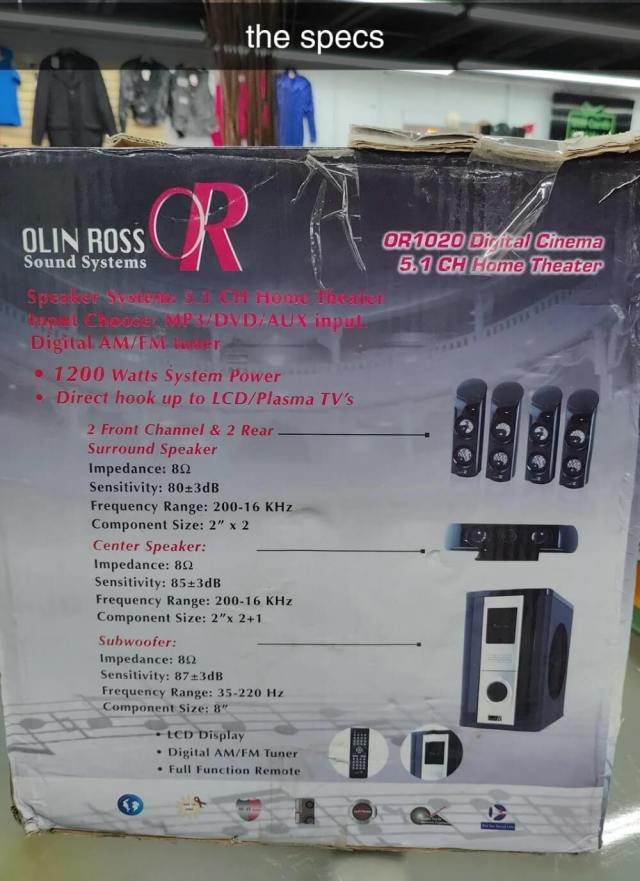 the specs
OLIN ROSS
Sound Systems
OR
OR1020 Digital Cinema
5.1 CH Home Theater
Speaker System: 5.1 CH Home Theater
Input Choose: MP3/DVD/AUX input,
Digital AM/FM tuner
• 1200 Watts System Power
• Direct hook up to LCD/Plasma TV's
2 Front Channel & 2 Rear
Surround Speaker
Impedance: 8Ω
Sensitivity: 80±3dB
Frequency Range: 200-16 KHz
Component Size: 2" x 2
Center Speaker:
Impedance: 8Ω
Sensitivity: 85±3dB
Frequency Range: 200-16 KHz
Component Size: 2"x 2+1
Subwoofer:
Impedance: 8Ω
Sensitivity: 87±3dB
Frequency Range: 35-220 Hz
Component Size: 8"
• LCD Display
• Digital AM/FM Tuner
• Full Function Remote